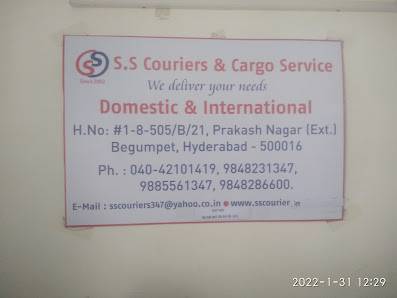 S.S Couriers & Cargo Service
We deliver your needs
Domestic & International
H.No: #1-8-505/B/21, Prakash Nagar (Ext.)
Begumpet, Hyderabad - 500016
Ph. : 040-42101419, 9848231347,
9885561347, 9848286600.
E-Mail : sscouriers347@yahoo.co.in ● www.sscourier
2022-1-31 12:29